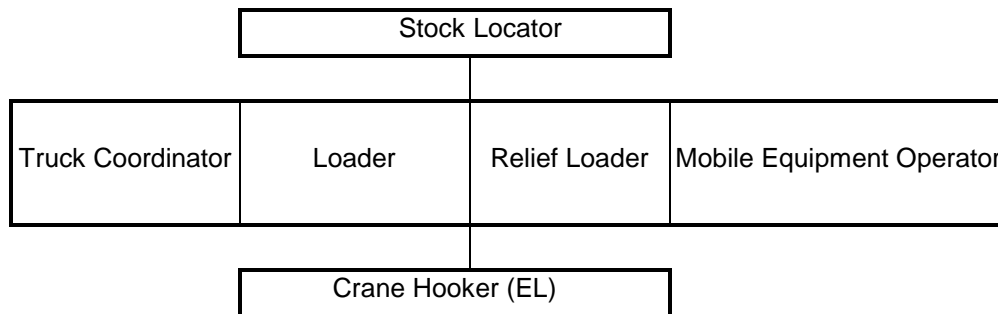 Stock Locator
Truck Coordinator Loader Relief Loader Mobile Equipment Operator
Crane Hooker (EL)